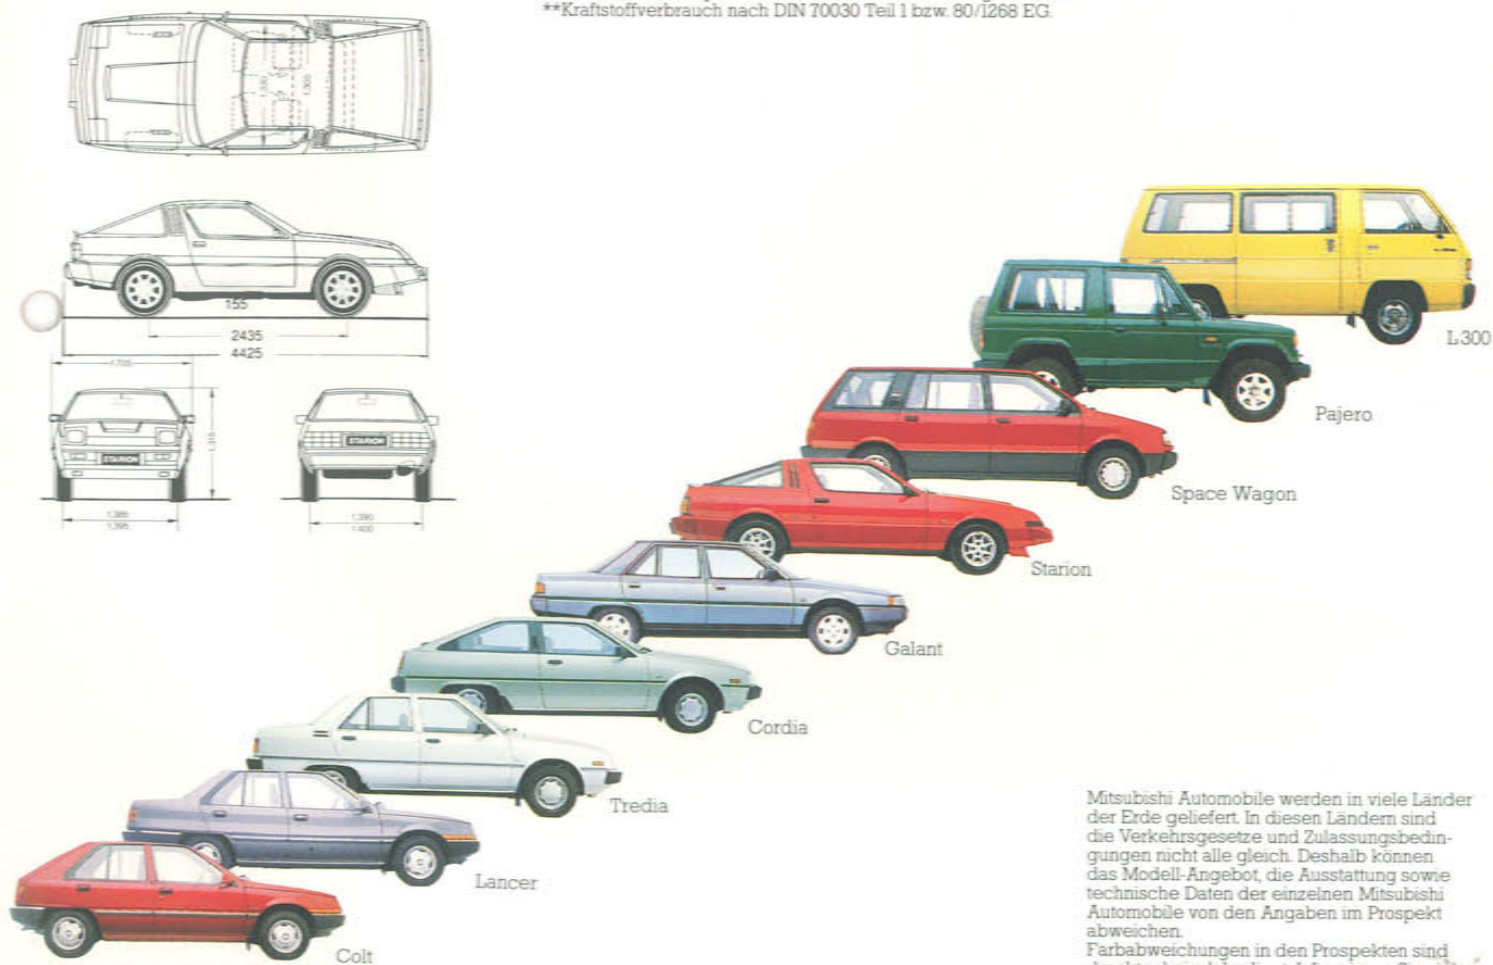 **Kraftstoffverbrauch nach DIN 70030 Teil 1 bzw. 80/1268 EG.
155
2435
4425
STARION
STARION
L300
Pajero
Space Wagon
Starion
Galant
Cordia
Tredia
Lancer
Colt
Mitsubishi Automobile werden in viele Länder
der Erde geliefert. In diesen Ländern sind
die Verkehrsgesetze und Zulassungsbedin-
gungen nicht alle gleich. Deshalb können
das Modell-Angebot, die Ausstattung sowie
technische Daten der einzelnen Mitsubishi
Automobile von den Angaben im Prospekt
abweichen.
Farbabweichungen in den Prospekten sind